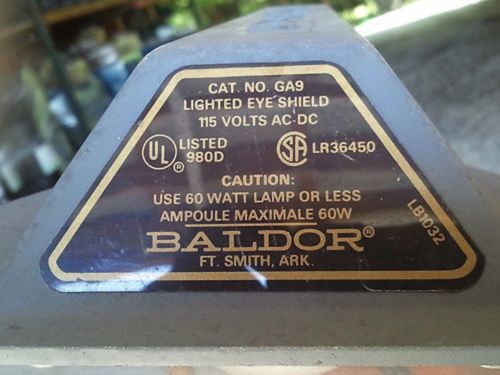 CAT. NO. GA9
LIGHTED EYE SHIELD
115 VOLTS AC-DC
UL® LISTED 980D
SA LR36450
CAUTION:
USE 60 WATT LAMP OR LESS
AMPOULE MAXIMALE 60W
BALDOR®
FT. SMITH, ARK.
LB1032